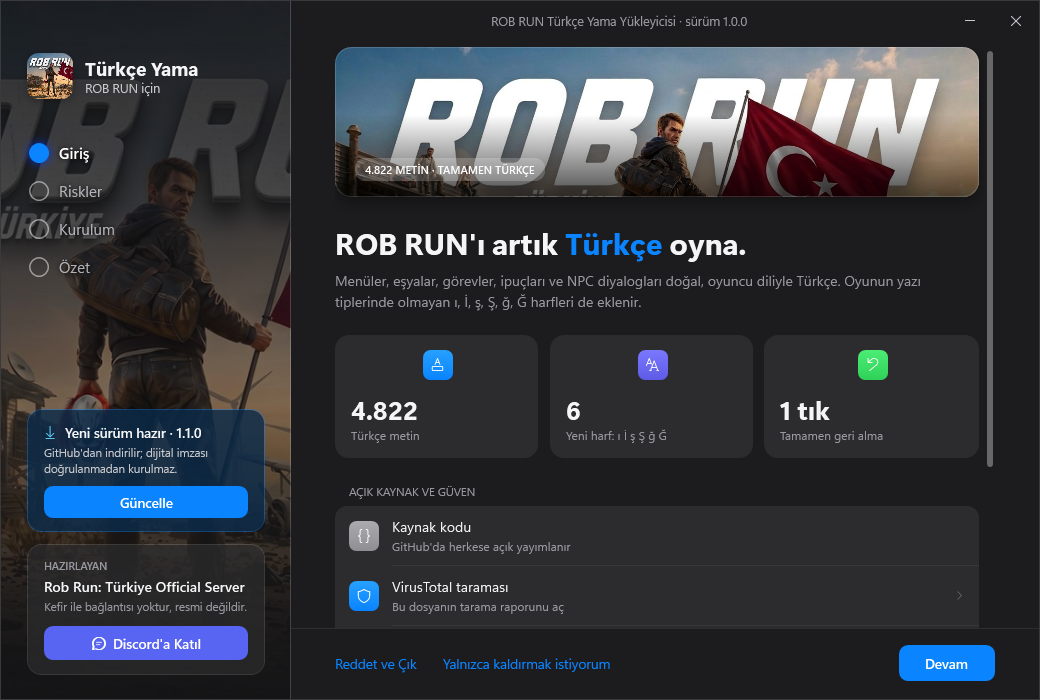 ROB RUN Türkçe Yama Yükleyicisi · sürüm 1.0.0
ROB RUN
Türkçe Yama
ROB RUN için
Giriş
Riskler
Kurulum
Özet
TÜRKİYE
Yeni sürüm hazır · 1.1.0
GitHub'dan indirilir; dijital imzası
doğrulanmadan kurulmaz.
Güncelle
HAZIRLAYAN
Rob Run: Türkiye Official Server
Kefir ile bağlantısı yoktur, resmi değildir.
Discord'a Katıl
ROB RUN
4.822 METİN · TAMAMEN TÜRKÇE
ROB RUN'ı artık Türkçe oyna.
Menüler, eşyalar, görevler, ipuçları ve NPC diyalogları doğal, oyuncu diliyle Türkçe. Oyunun yazı
tiplerinde olmayan ı, İ, ş, Ş, ğ, Ğ harfleri de eklenir.
4.822
Türkçe metin
6
Yeni harf: ı İ ş Ş ğ Ğ
1 tık
Tamamen geri alma
AÇIK KAYNAK VE GÜVEN
{ }
Kaynak kodu
GitHub'da herkese açık yayımlanır
VirusTotal taraması
Bu dosyanın tarama raporunu aç
Reddet ve Çık
Yalnızca kaldırmak istiyorum
Devam